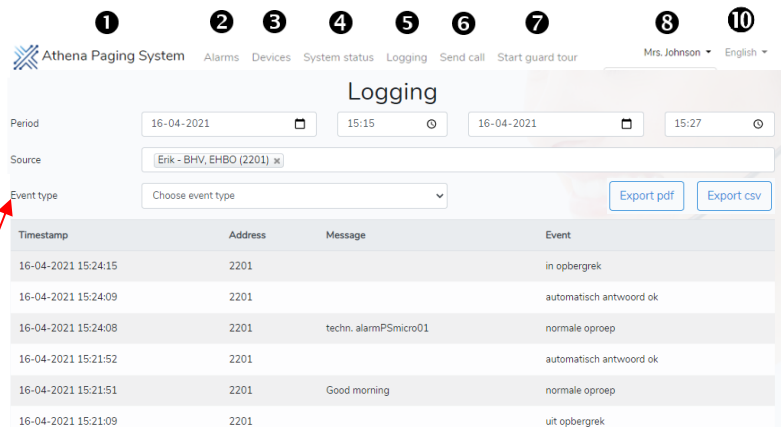 ❶ ❷ ❸ ❹ ❺ ❻ ❼ ❽ ❿
Athena Paging System Alarms Devices System status Logging Send call Start guard tour Mrs. Johnson English
Logging
Period 16-04-2021 15:15 16-04-2021 15:27
Source Erik - BHV, EHBO (2201) ×
Event type Choose event type Export pdf Export csv
Timestamp Address Message Event
16-04-2021 15:24:15 2201 in opbergrek
16-04-2021 15:24:09 2201 automatisch antwoord ok
16-04-2021 15:24:08 2201 techn. alarmPSmicro01 normale oproep
16-04-2021 15:21:52 2201 automatisch antwoord ok
16-04-2021 15:21:51 2201 Good morning normale oproep
16-04-2021 15:21:09 2201 uit opbergrek